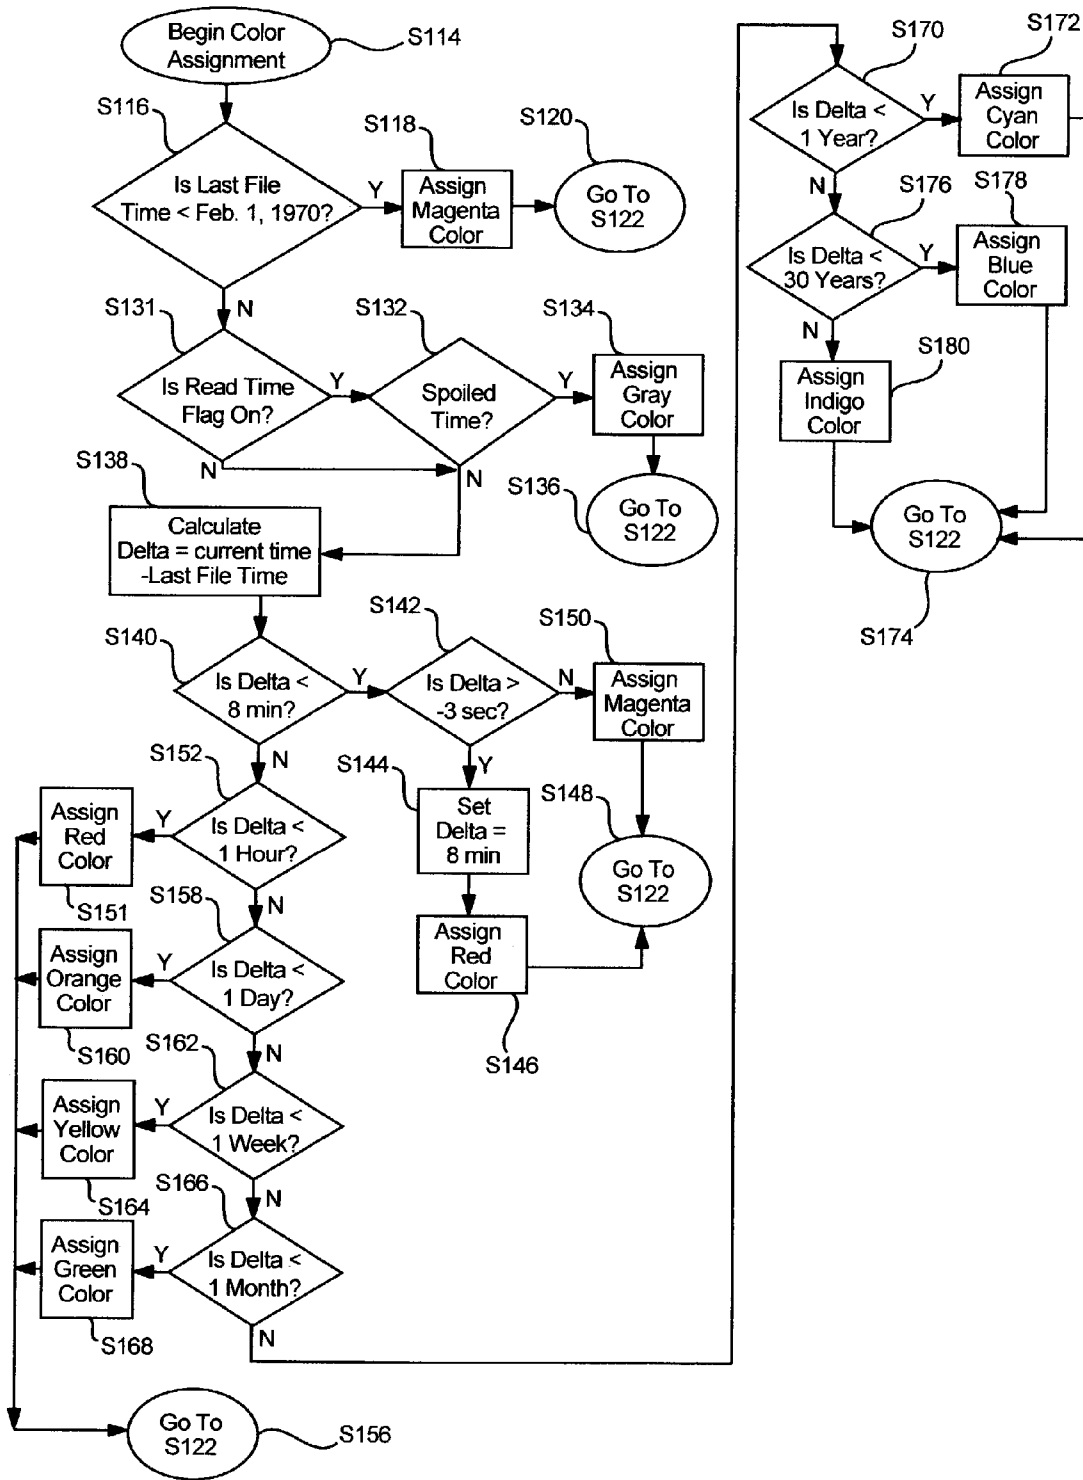 Begin Color
Assignment
S114
S116
Is Last File
Time < Feb. 1, 1970?
Y
S118
Assign
Magenta
Color
S120
Go To
S122
N
S131
Is Read Time
Flag On?
Y
N
S132
Spoiled
Time?
Y
N
S134
Assign
Gray
Color
S136
Go To
S122
S138
Calculate
Delta = current time
-Last File Time
S140
Is Delta <
8 min?
Y
N
S142
Is Delta >
-3 sec?
N
Y
S150
Assign
Magenta
Color
S144
Set
Delta =
8 min
S148
Go To
S122
Assign
Red
Color
S146
S152
Is Delta <
1 Hour?
Y
N
Assign
Red
Color
S151
S158
Is Delta <
1 Day?
Y
N
Assign
Orange
Color
S160
S162
Is Delta <
1 Week?
Y
N
Assign
Yellow
Color
S164
S166
Is Delta <
1 Month?
Y
N
Assign
Green
Color
S168
Go To
S122
S156
S170
Is Delta <
1 Year?
Y
N
S172
Assign
Cyan
Color
S176
Is Delta <
30 Years?
Y
N
S178
Assign
Blue
Color
S180
Assign
Indigo
Color
Go To
S122
S174